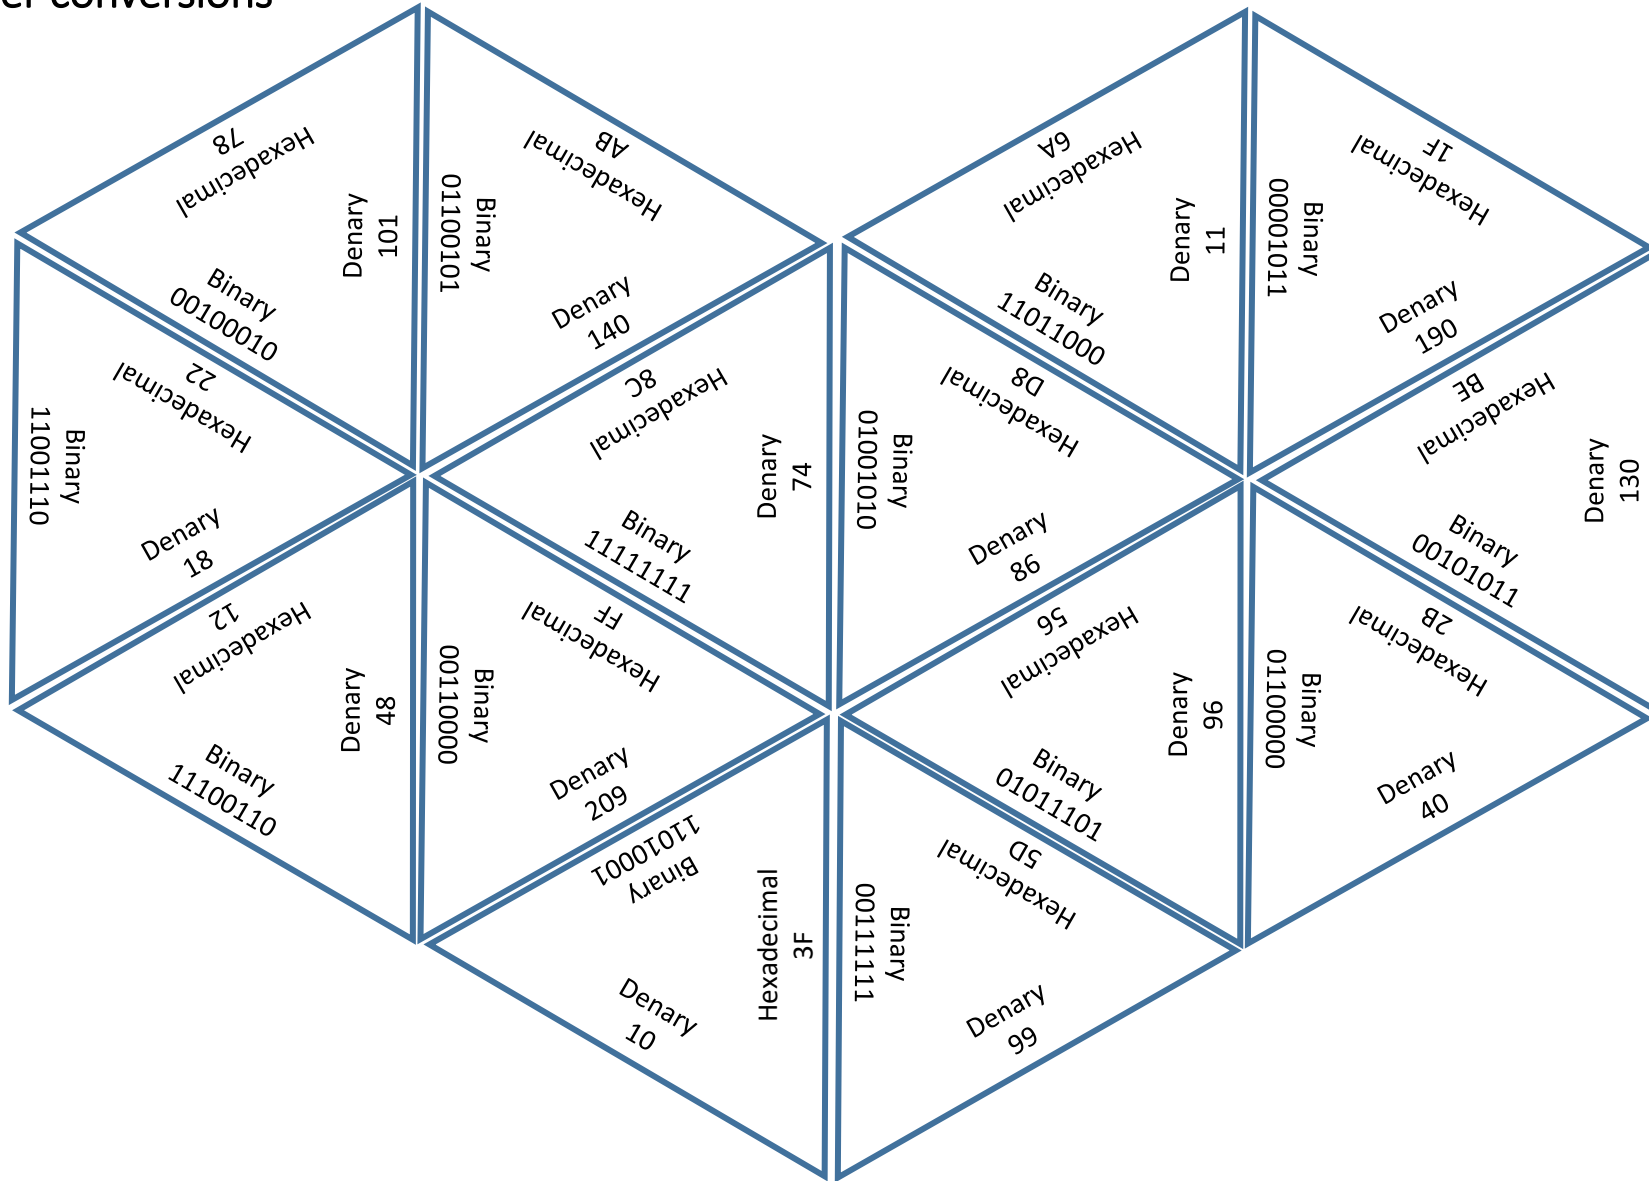 er conversions
78
Hexadecimal
Denary
101
Binary
00100010
AB
Hexadecimal
Binary
01100101
Denary
140
6A
Hexadecimal
Denary
11
Binary
11011000
1F
Hexadecimal
Binary
00001011
Denary
190
22
Hexadecimal
Binary
11001110
Denary
18
8C
Hexadecimal
Denary
74
Binary
11111111
D8
Hexadecimal
Binary
01001010
Denary
86
BE
Hexadecimal
Denary
130
Binary
00101011
12
Hexadecimal
Denary
48
Binary
11100110
FF
Hexadecimal
Binary
00110000
Denary
209
56
Hexadecimal
Denary
96
Binary
01011101
2B
Hexadecimal
Binary
01100000
Denary
40
11010001
Binary
Hexadecimal
3F
Denary
10
5D
Hexadecimal
Binary
00111111
Denary
99